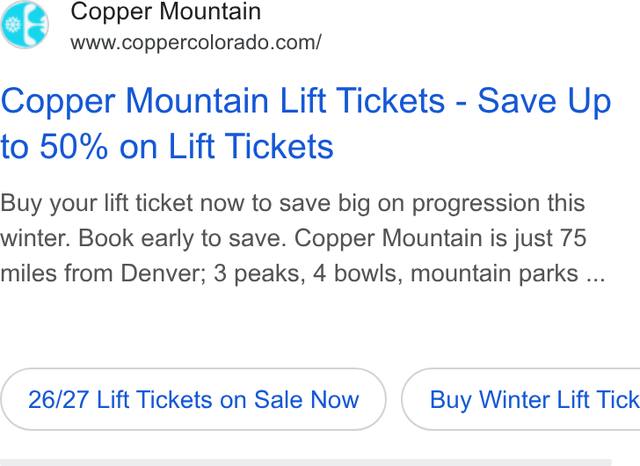 Copper Mountain
www.coppercolorado.com/
Copper Mountain Lift Tickets - Save Up
to 50% on Lift Tickets
Buy your lift ticket now to save big on progression this
winter. Book early to save. Copper Mountain is just 75
miles from Denver; 3 peaks, 4 bowls, mountain parks ...
26/27 Lift Tickets on Sale Now
Buy Winter Lift Tick